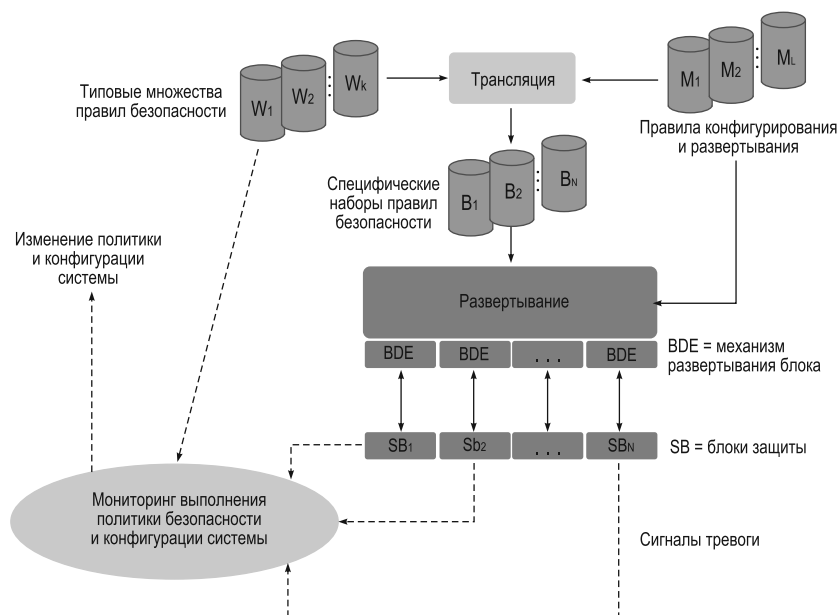 Типовые множества
правил безопасности
W1
W2
Wk
Трансляция
M1
M2
ML
Правила конфигурирования
и развертывания
Специфические
наборы правил
безопасности
B1
B2
BN
Изменение политики
и конфигурации
системы
Развертывание
BDE
BDE
. . .
BDE
BDE = механизм
развертывания блока
SB1
Sb2
. . .
SBN
SB = блоки защиты
Мониторинг выполнения
политики безопасности
и конфигурации системы
Сигналы тревоги